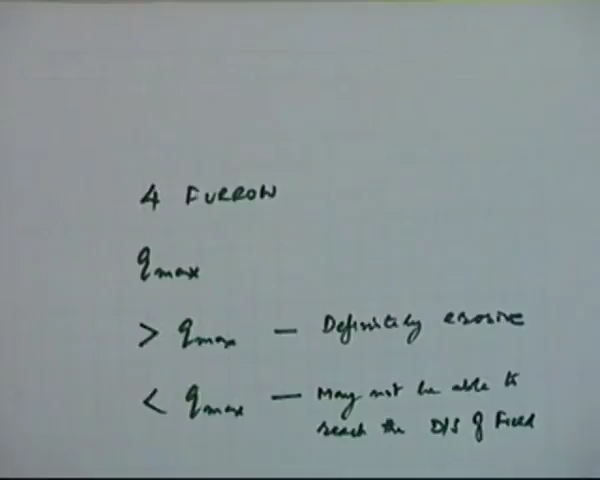 4 FURROW
qmax
> qmax — Definitely erosive
< qmax — May not be able to
reach the D/S of Field